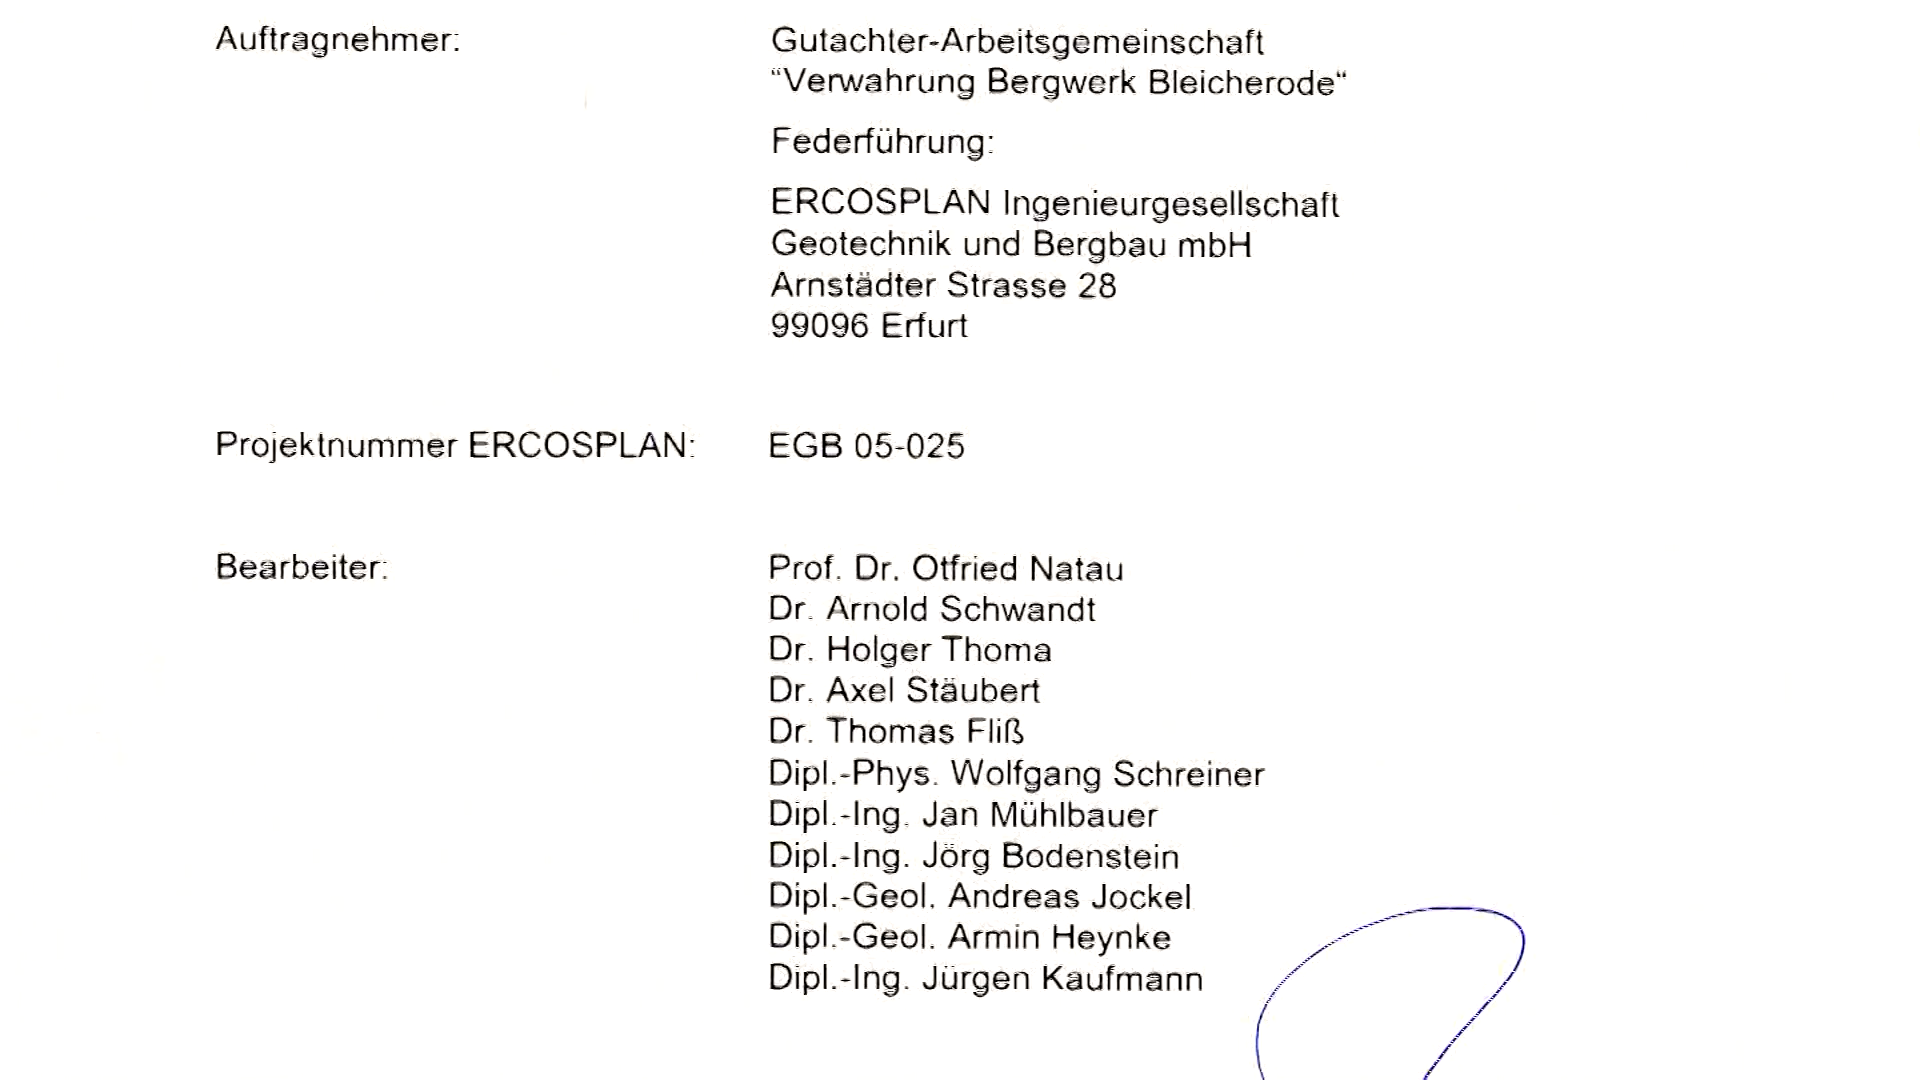 Auftragnehmer: Gutachter-Arbeitsgemeinschaft
“Verwahrung Bergwerk Bleicherode“
Federführung:
ERCOSPLAN Ingenieurgesellschaft
Geotechnik und Bergbau mbH
Arnstädter Strasse 28
99096 Erfurt
Projektnummer ERCOSPLAN: EGB 05-025
Bearbeiter: Prof. Dr. Otfried Natau
Dr. Arnold Schwandt
Dr. Holger Thoma
Dr. Axel Stäubert
Dr. Thomas Fliß
Dipl.-Phys. Wolfgang Schreiner
Dipl.-Ing. Jan Mühlbauer
Dipl.-Ing. Jörg Bodenstein
Dipl.-Geol. Andreas Jockel
Dipl.-Geol. Armin Heynke
Dipl.-Ing. Jürgen Kaufmann